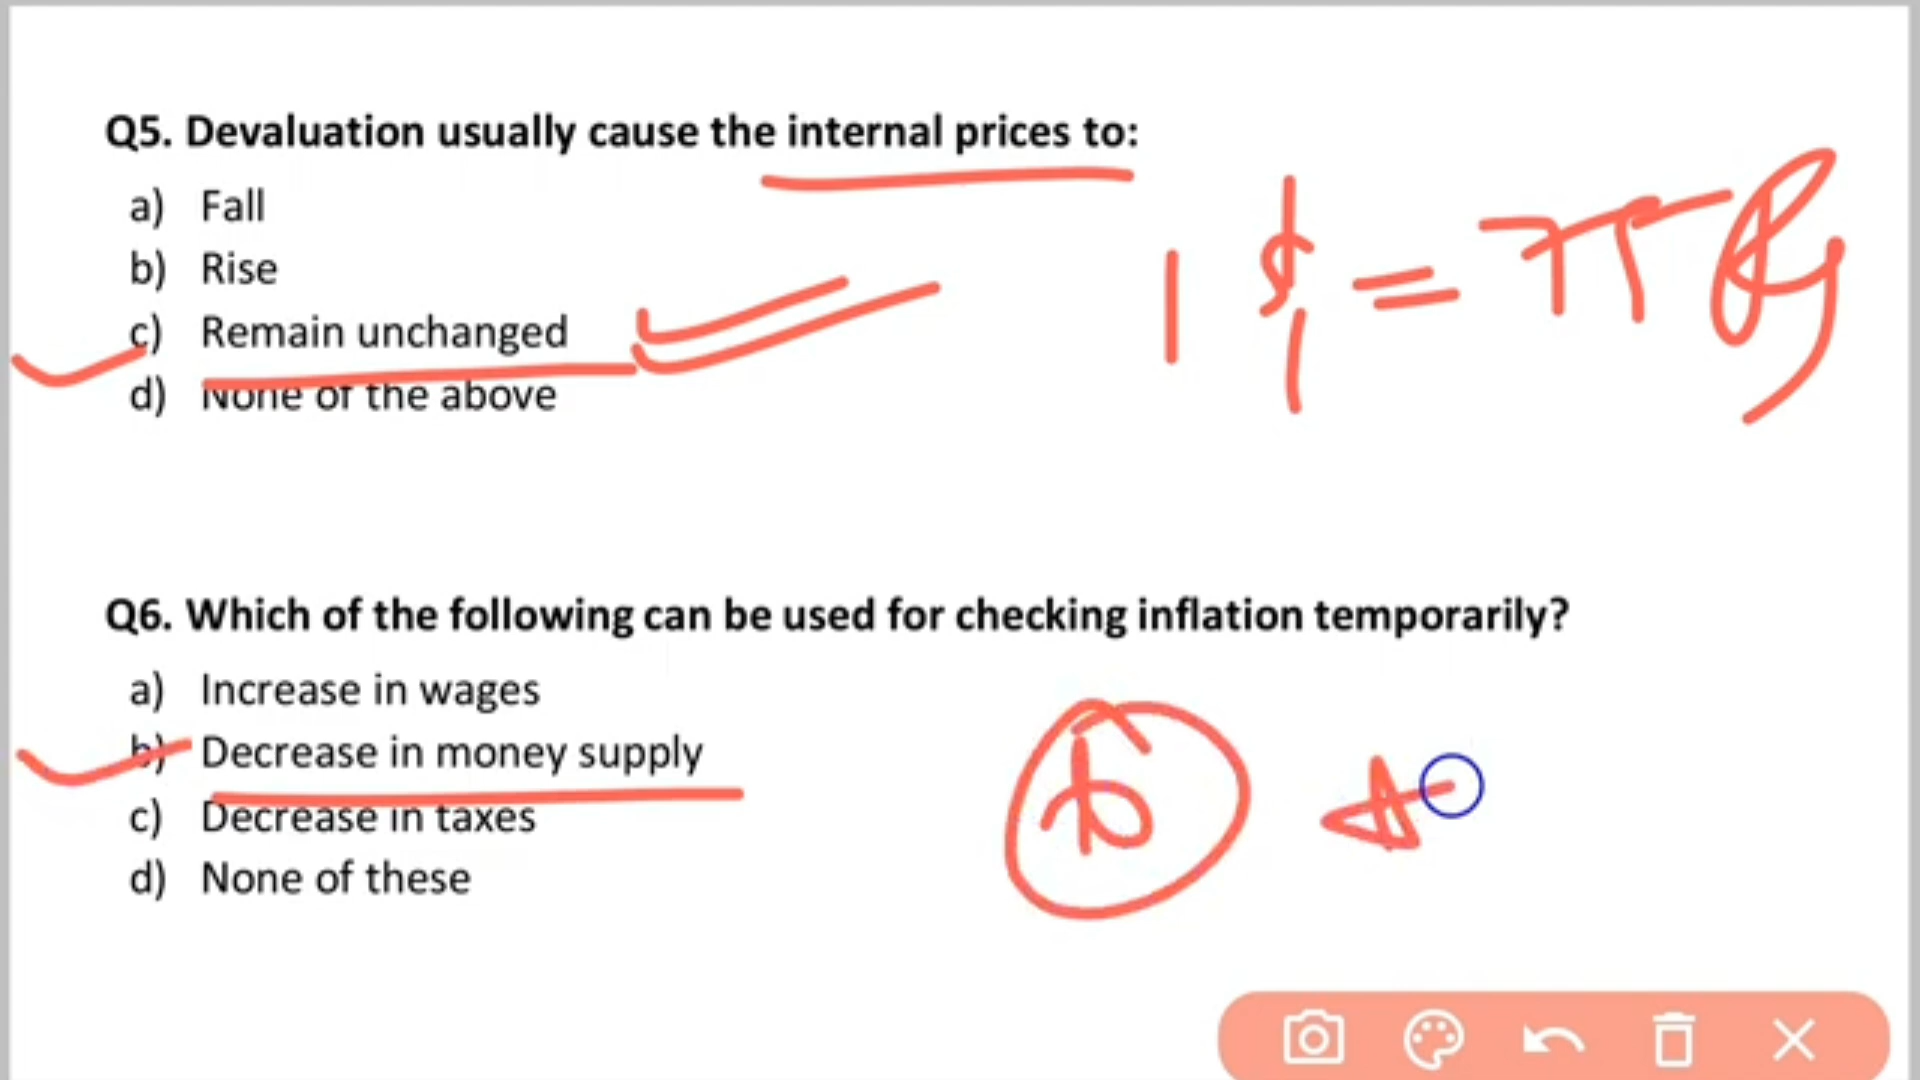 Q5. Devaluation usually cause the internal prices to:
a) Fall
b) Rise
c) Remain unchanged
d) None of the above
1 $ =
Q6. Which of the following can be used for checking inflation temporarily?
a) Increase in wages
b) Decrease in money supply
c) Decrease in taxes
d) None of these